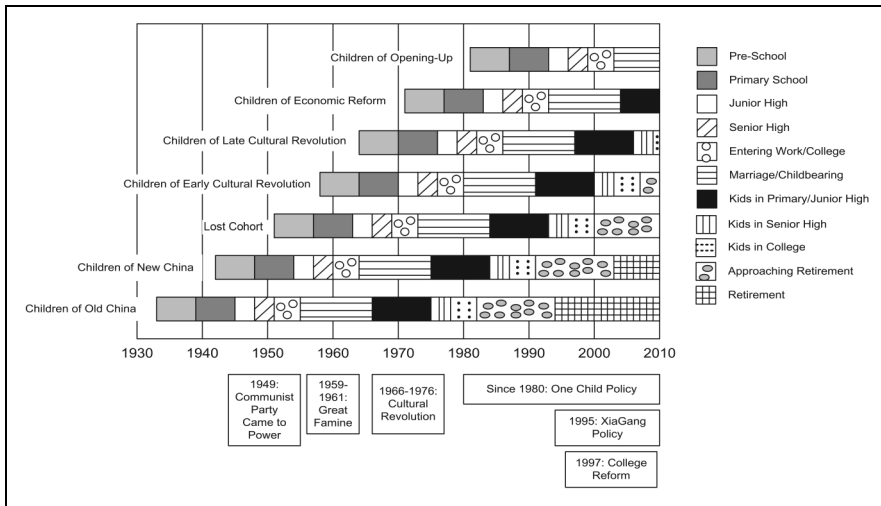 Children of Opening-Up
Children of Economic Reform
Children of Late Cultural Revolution
Children of Early Cultural Revolution
Lost Cohort
Children of New China
Children of Old China
1930 1940 1950 1960 1970 1980 1990 2000 2010
Pre-School
Primary School
Junior High
Senior High
Entering Work/College
Marriage/Childbearing
Kids in Primary/Junior High
Kids in Senior High
Kids in College
Approaching Retirement
Retirement
1949:
Communist
Party
Came to
Power
1959-
1961:
Great
Famine
1966-1976:
Cultural
Revolution
Since 1980: One Child Policy
1995: XiaGang
Policy
1997: College
Reform